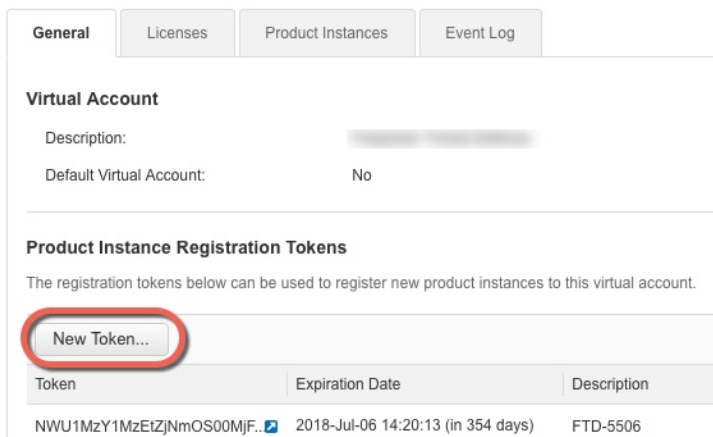 General Licenses Product Instances Event Log
Virtual Account
Description:
Default Virtual Account: No
Product Instance Registration Tokens
The registration tokens below can be used to register new product instances to this virtual account.
New Token...
Token Expiration Date Description
NWU1MzY1MzEtZjNmOS00MjF.. 2018-Jul-06 14:20:13 (in 354 days) FTD-5506